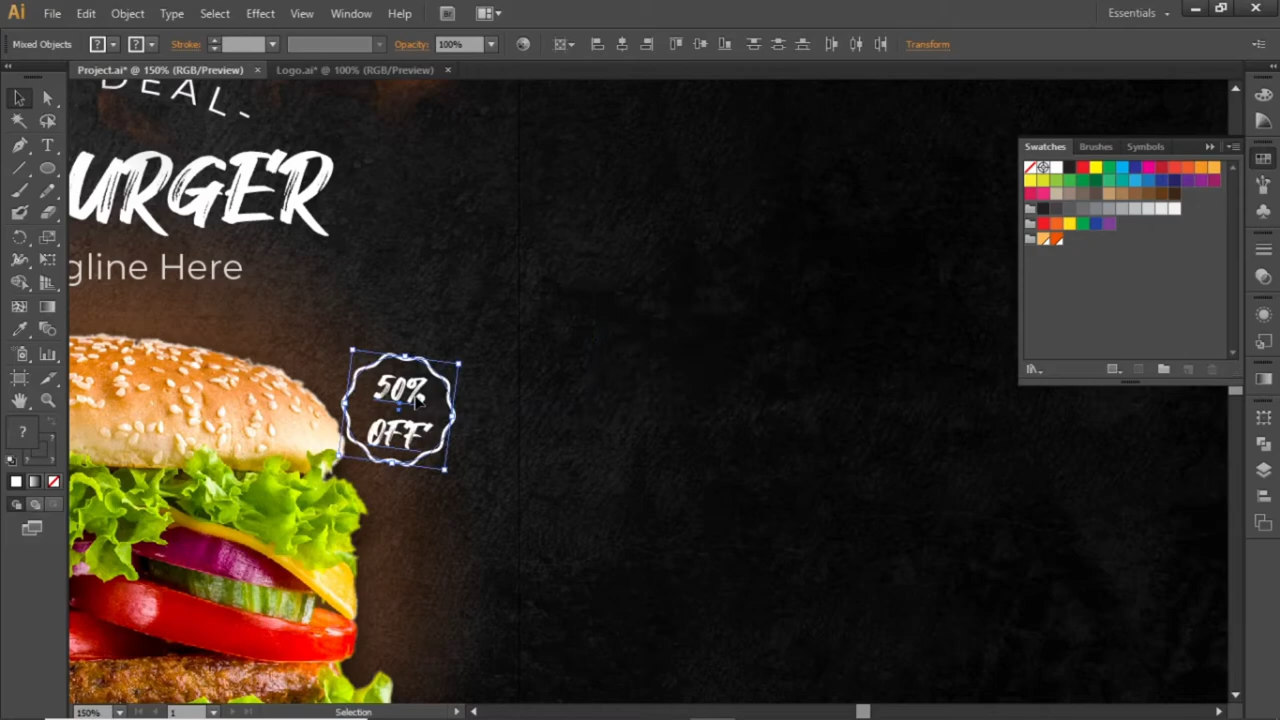 Ai File Edit Object Type Select Effect View Window Help Br Essentials
Mixed Objects ? ? Stroke: Opacity: 100% Transform
Project.ai* @ 150% (RGB/Preview) × Logo.ai* @ 100% (RGB/Preview) ×
DEAL-
URGER
gline Here
50%
OFF
Swatches Brushes Symbols
?
150% 1 Selection